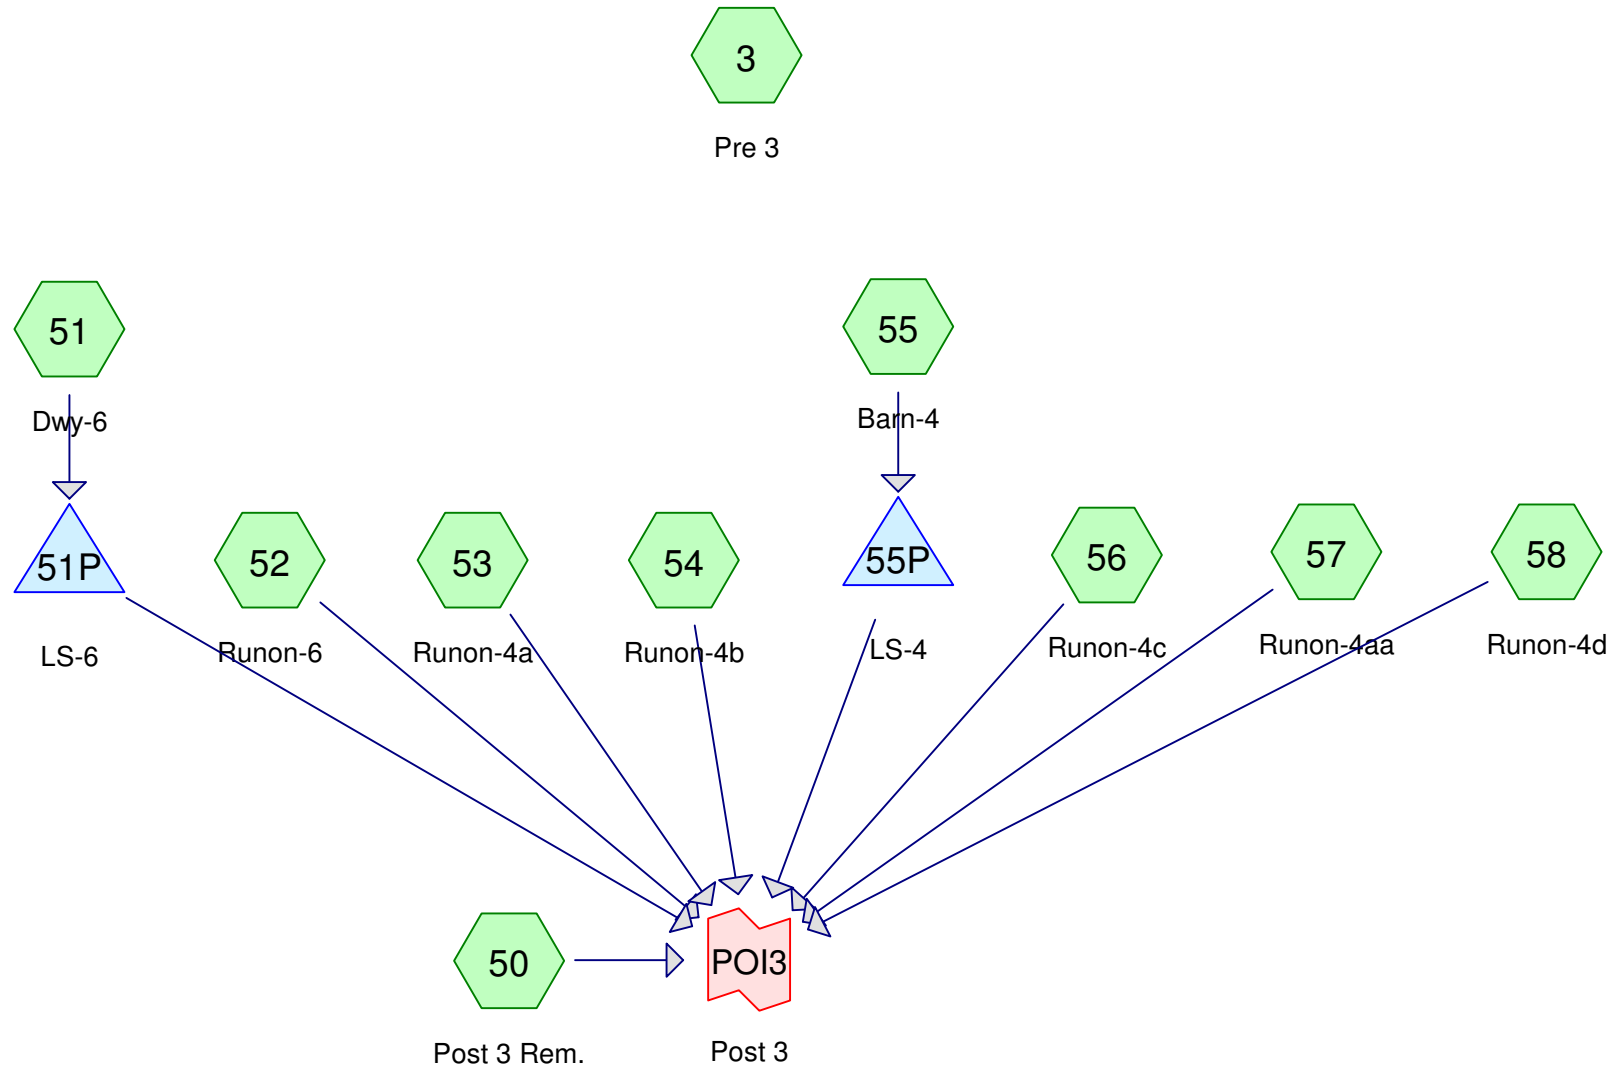 3
Pre 3
51
55
Dwy-6
Barn-4
51P
52
53
54
55P
56
57
58
LS-6
Runon-6
Runon-4a
Runon-4b
LS-4
Runon-4c
Runon-4aa
Runon-4d
50
POI3
Post 3 Rem.
Post 3